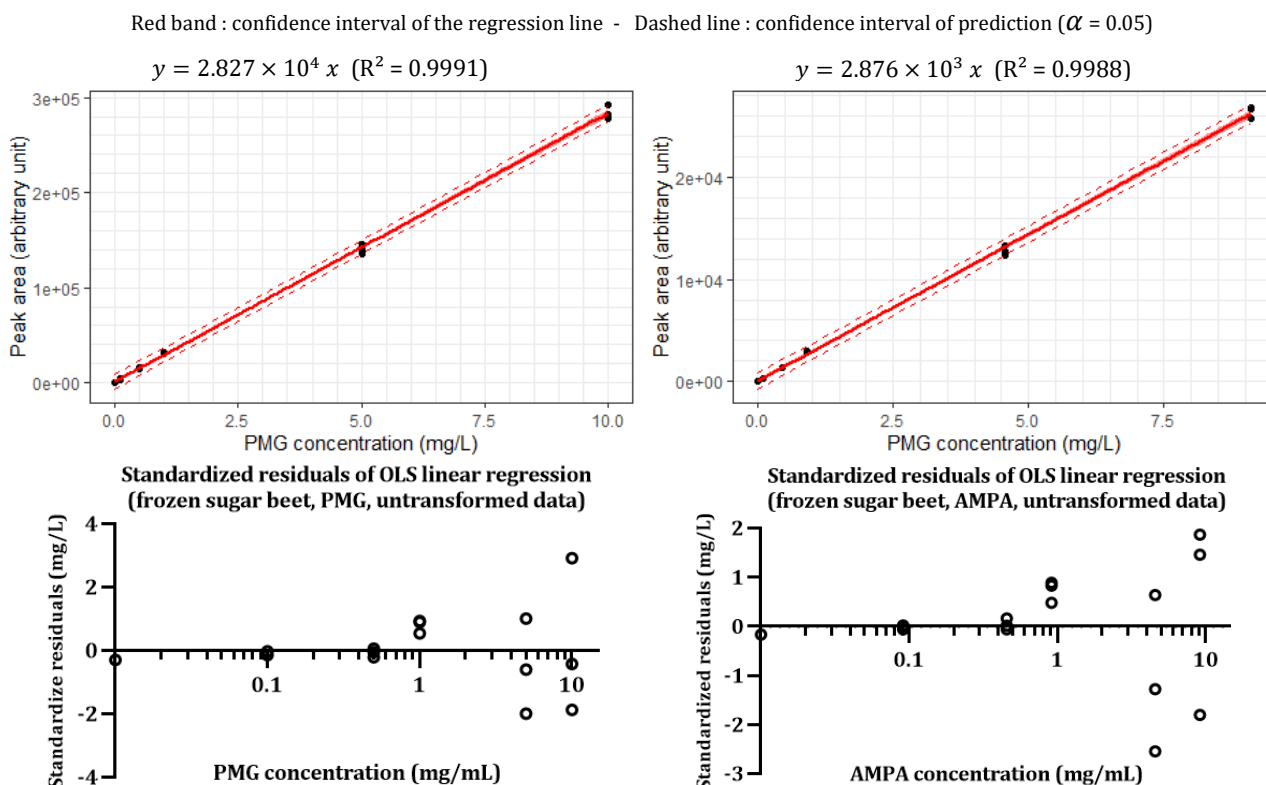 Red band : confidence interval of the regression line - Dashed line : confidence interval of prediction (α = 0.05)
y = 2.827 × 10⁴ x (R² = 0.9991)
3e+05
2e+05
1e+05
0e+00
Peak area (arbitrary unit)
0.0 2.5 5.0 7.5 10.0
PMG concentration (mg/L)
y = 2.876 × 10³ x (R² = 0.9988)
2e+04
1e+04
0e+00
Peak area (arbitrary unit)
0.0 2.5 5.0 7.5
PMG concentration (mg/L)
Standardized residuals of OLS linear regression
(frozen sugar beet, PMG, untransformed data)
4
2
0
-2
-4
Standardize residuals (mg/L)
0.1 1 10
PMG concentration (mg/mL)
Standardized residuals of OLS linear regression
(frozen sugar beet, AMPA, untransformed data)
2
1
0
-1
-2
-3
Standardized residuals (mg/L)
0.1 1 10
AMPA concentration (mg/mL)